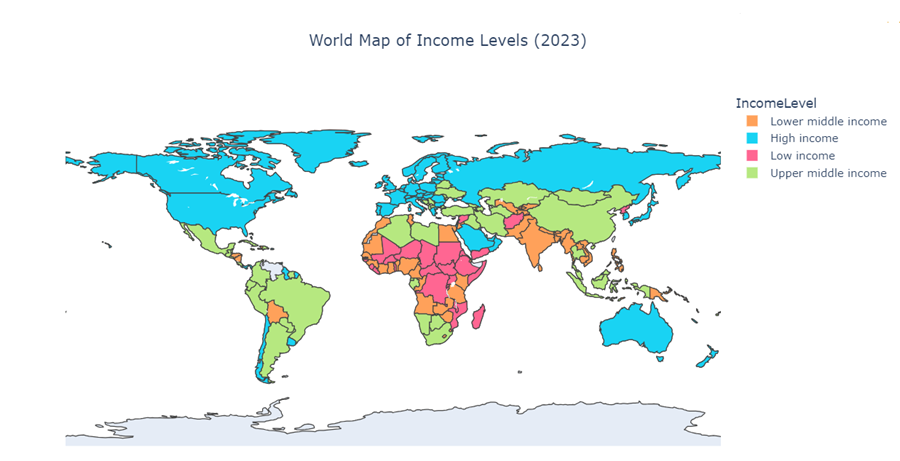 World Map of Income Levels (2023)
IncomeLevel
Lower middle income
High income
Low income
Upper middle income